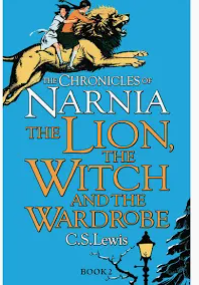 THE CHRONICLES OF
NARNIA
THE LION,
THE
WITCH
AND THE
WARDROBE
C.S.Lewis
BOOK 2